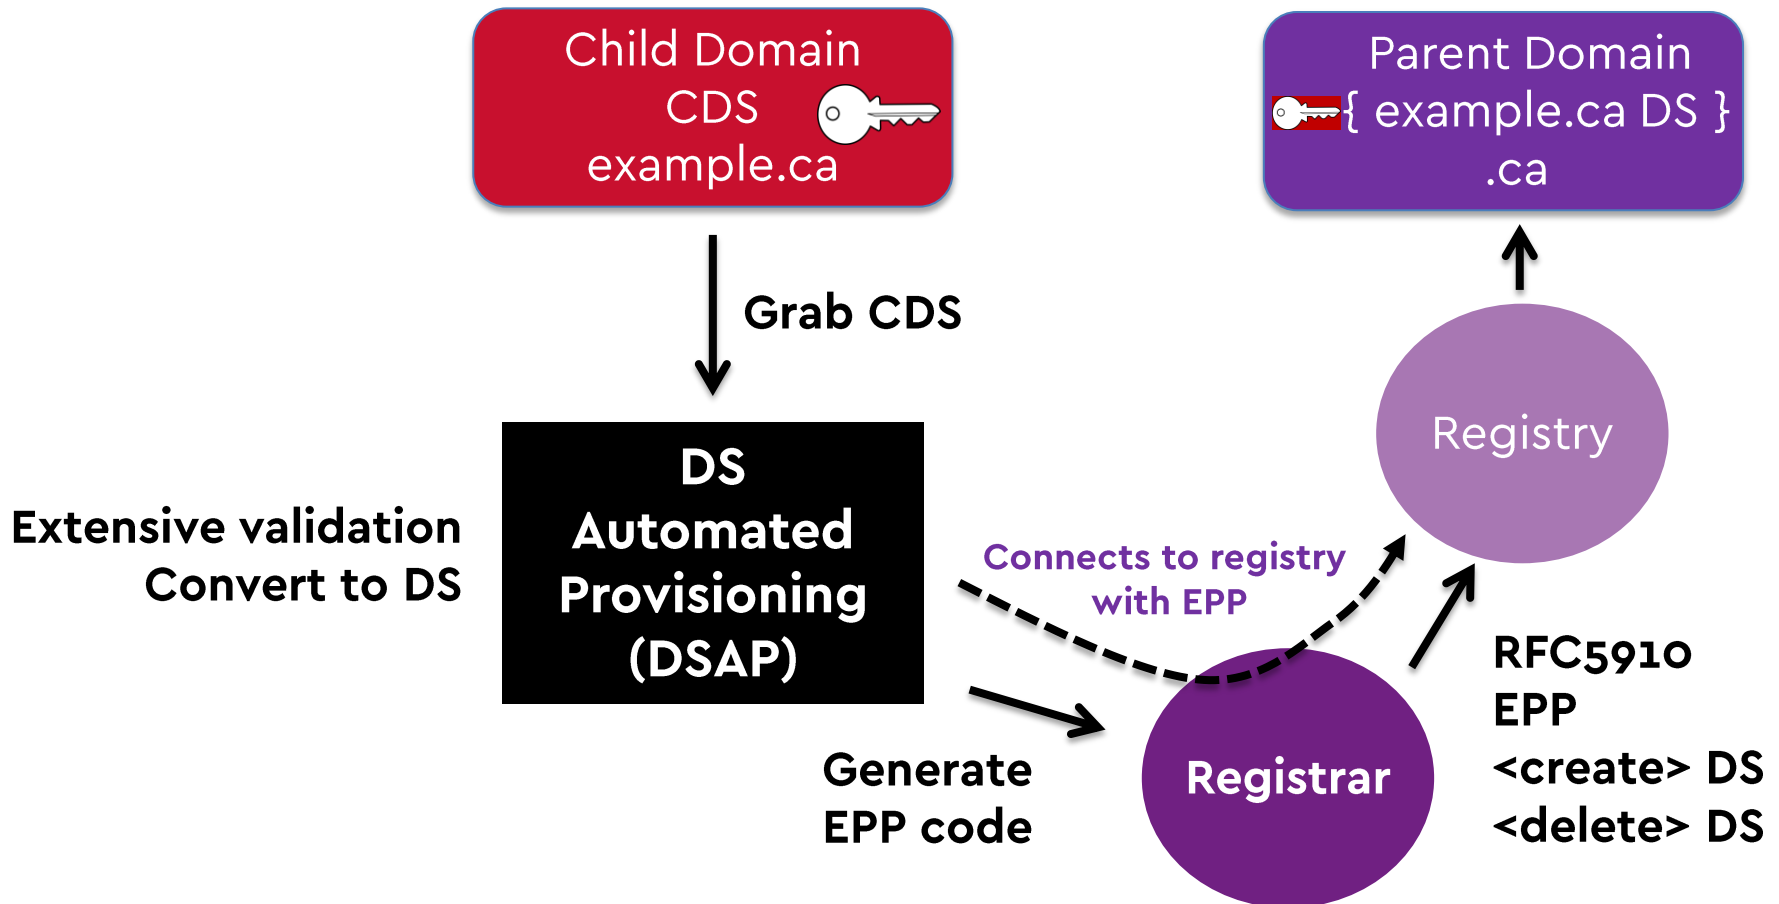 Child Domain
CDS
example.ca
Parent Domain
{ example.ca DS }
.ca
Grab CDS
Registry
DS
Automated
Provisioning
(DSAP)
Extensive validation
Convert to DS
Connects to registry
with EPP
RFC5910
EPP
<create> DS
<delete> DS
Generate
EPP code
Registrar